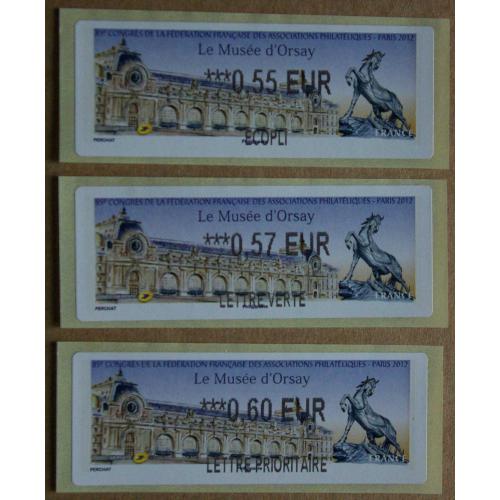 85e CONGRÈS DE LA FÉDÉRATION FRANÇAISE DES ASSOCIATIONS PHILATÉLIQUES - PARIS 2012
Le Musée d'Orsay
***0,55 EUR
FRANCE
PERCHAT
ECOPLI
85e CONGRÈS DE LA FÉDÉRATION FRANÇAISE DES ASSOCIATIONS PHILATÉLIQUES - PARIS 2012
Le Musée d'Orsay
***0,57 EUR
FRANCE
PERCHAT
LETTRE VERTE
85e CONGRÈS DE LA FÉDÉRATION FRANÇAISE DES ASSOCIATIONS PHILATÉLIQUES - PARIS 2012
Le Musée d'Orsay
***0,60 EUR
FRANCE
PERCHAT
LETTRE PRIORITAIRE